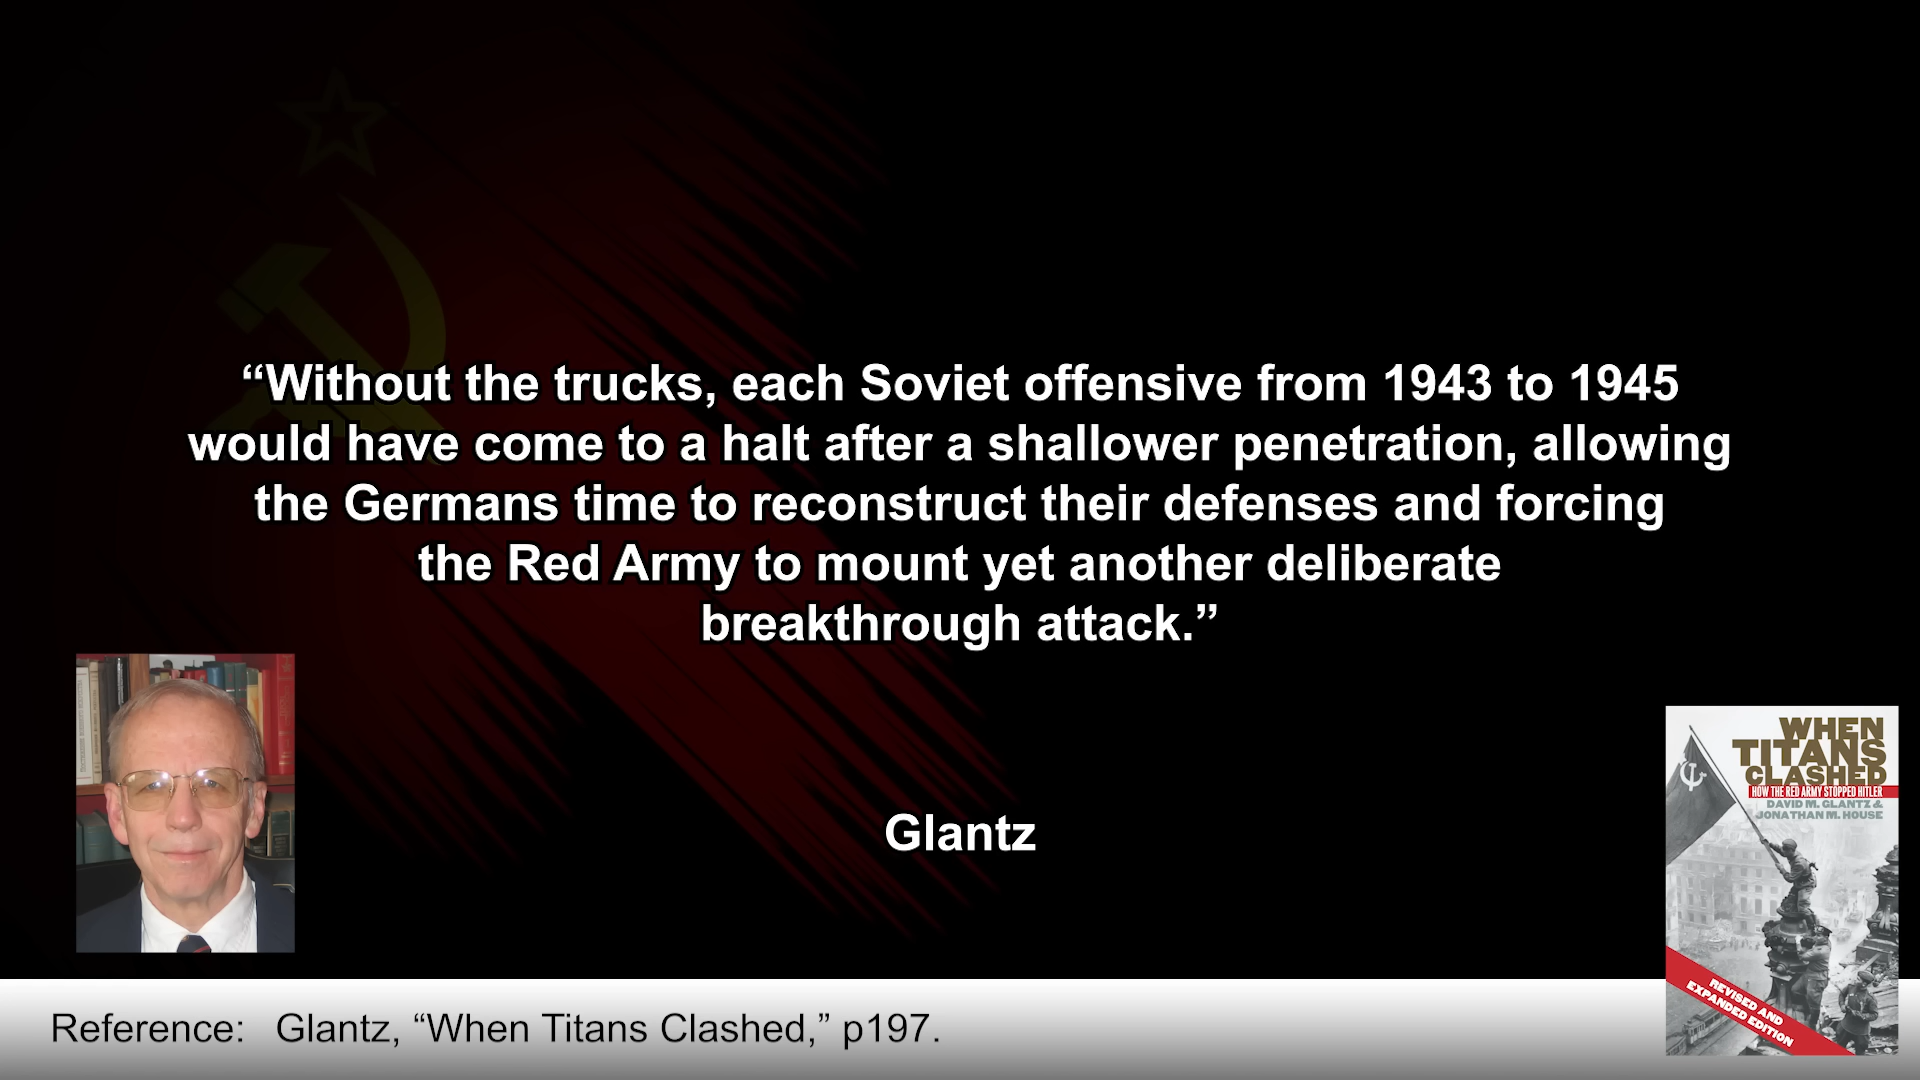 “Without the trucks, each Soviet offensive from 1943 to 1945
would have come to a halt after a shallower penetration, allowing
the Germans time to reconstruct their defenses and forcing
the Red Army to mount yet another deliberate
breakthrough attack.”
Glantz
WHEN
TITANS
CLASHED
HOW THE RED ARMY STOPPED HITLER
DAVID M. GLANTZ &
JONATHAN M. HOUSE
REVISED AND
EXPANDED EDITION
Reference: Glantz, “When Titans Clashed,” p197.